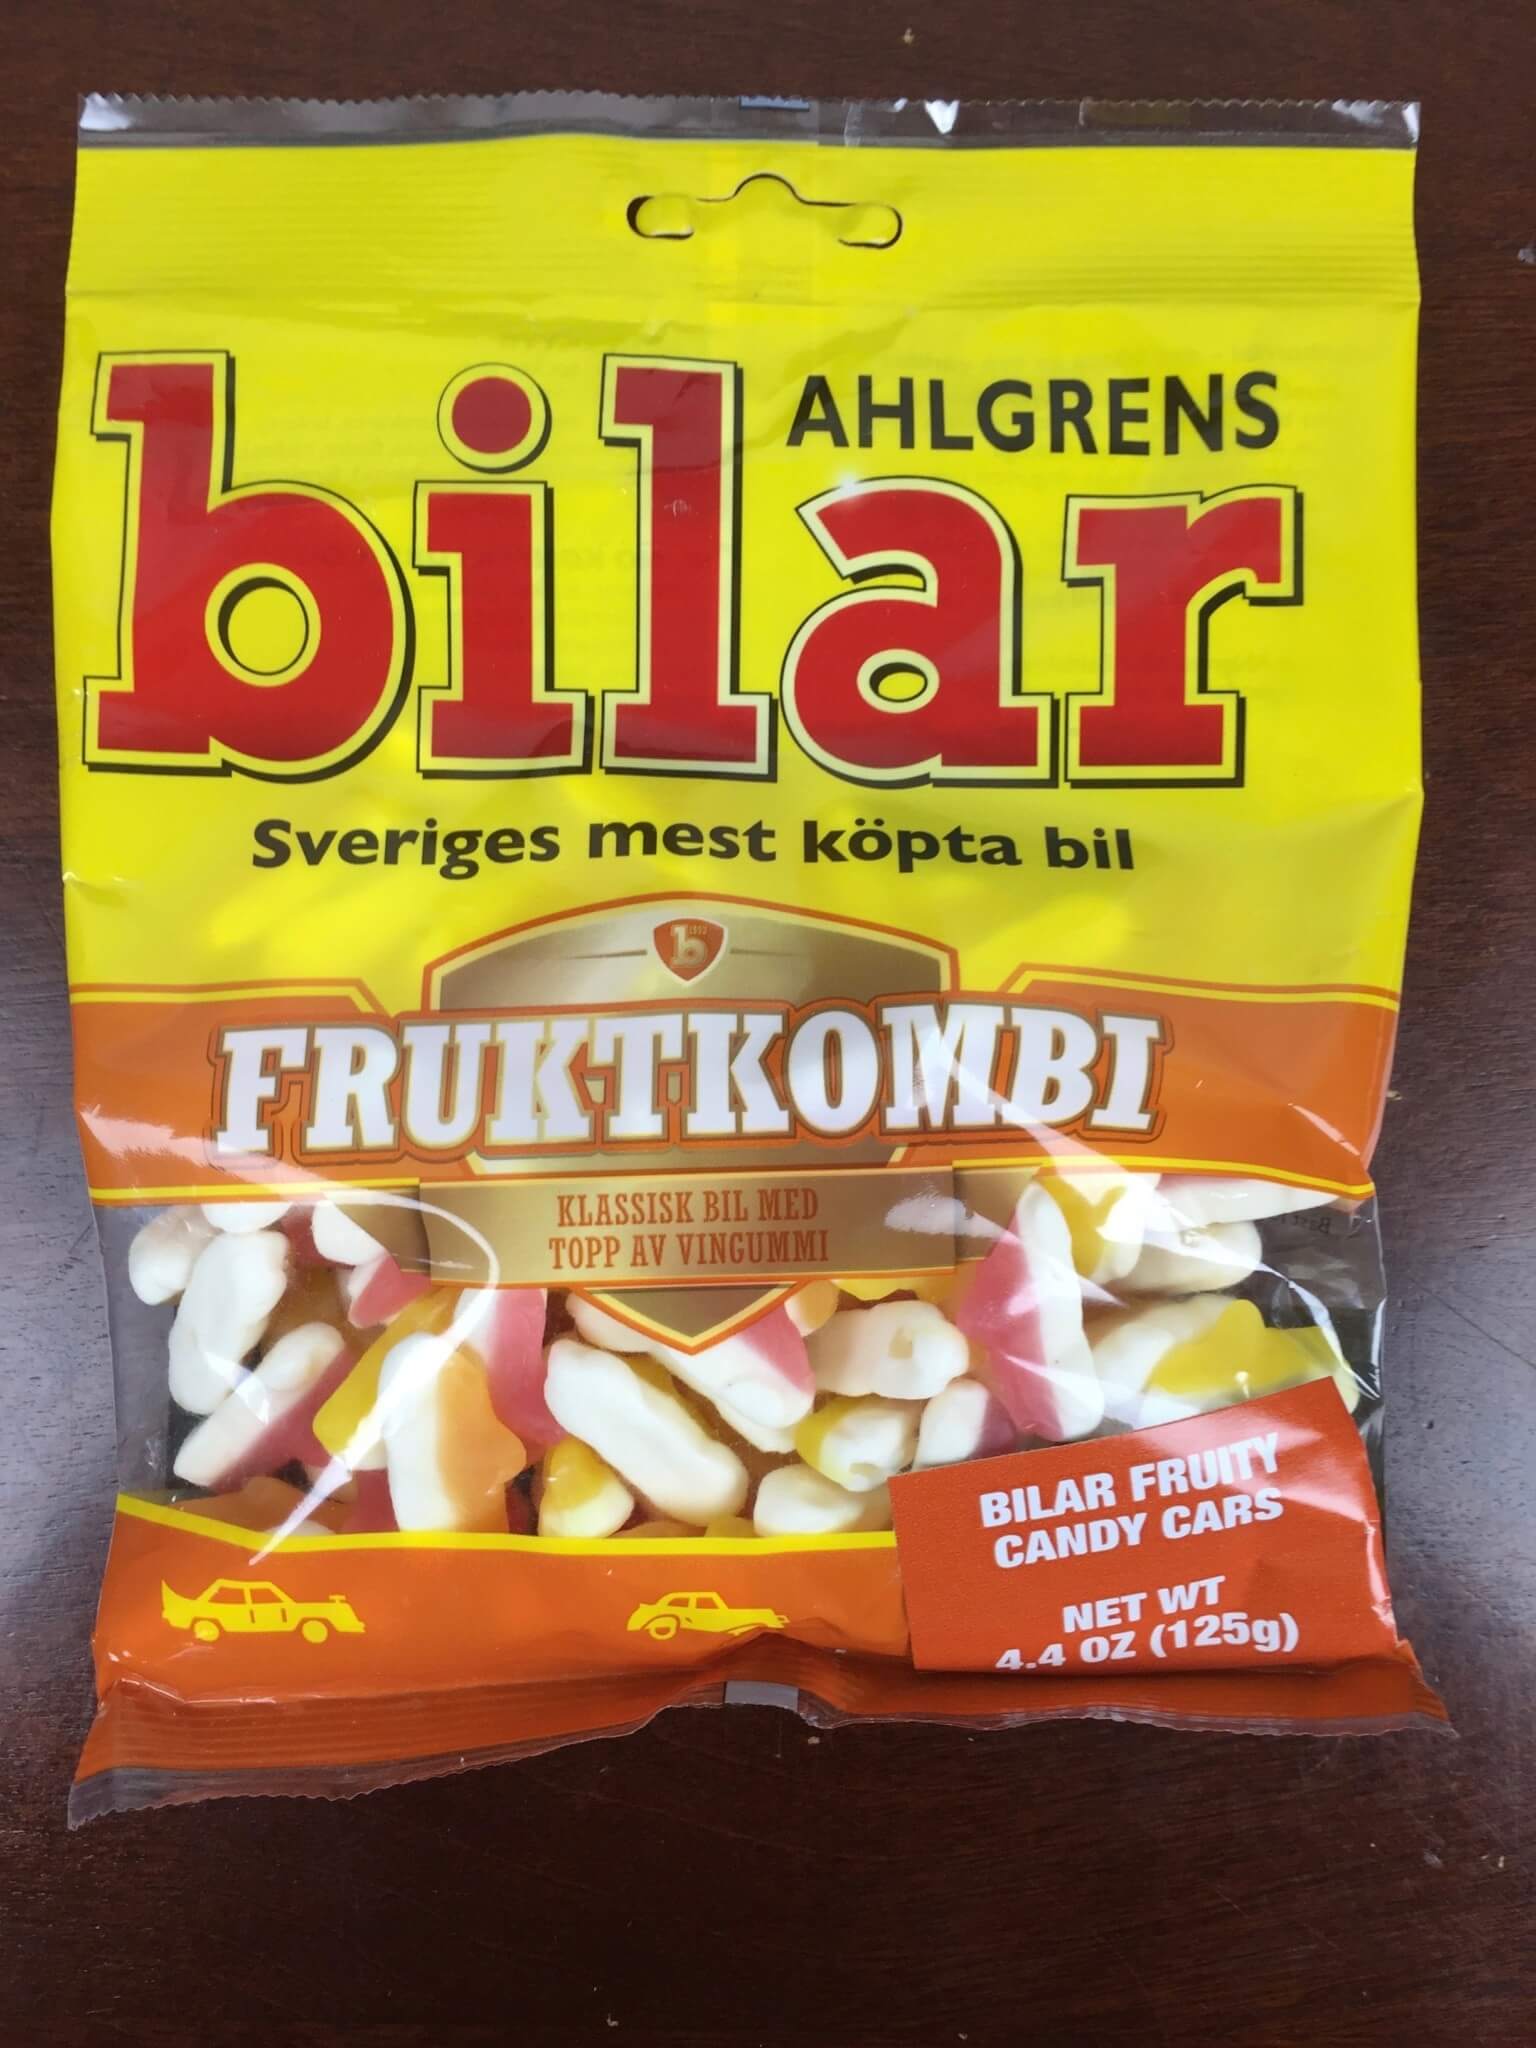 AHLGRENS
bilar
Sveriges mest köpta bil
b
FRUKTKOMBI
KLASSISK BIL MED
TOPP AV VINGUMMI
BILAR FRUITY
CANDY CARS
NET WT
4.4 OZ (125g)